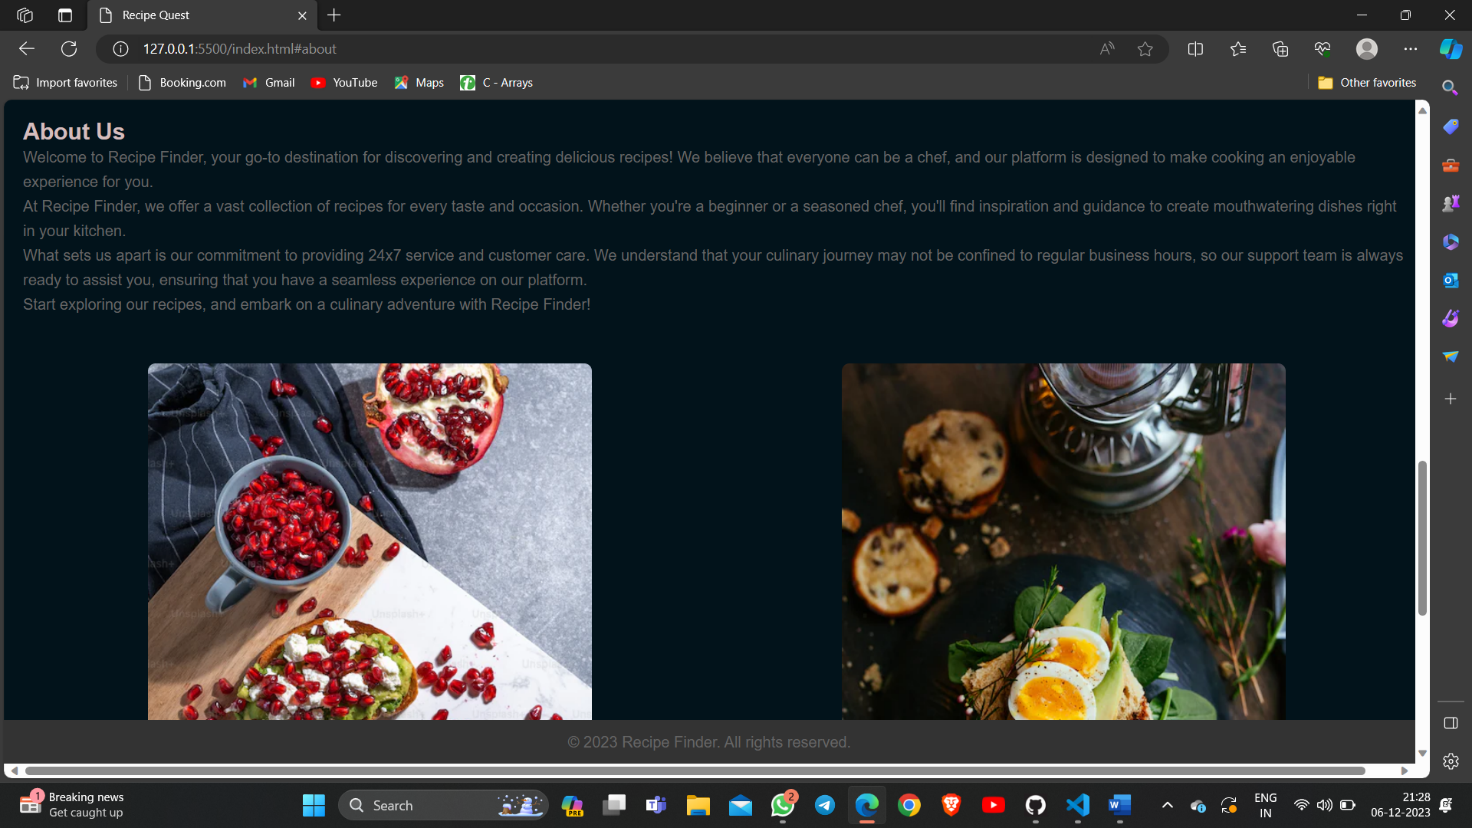 Recipe Quest
127.0.0.1:5500/index.html#about
Import favorites
Booking.com
Gmail
YouTube
Maps
C - Arrays
Other favorites
About Us
Welcome to Recipe Finder, your go-to destination for discovering and creating delicious recipes! We believe that everyone can be a chef, and our platform is designed to make cooking an enjoyable
experience for you.
At Recipe Finder, we offer a vast collection of recipes for every taste and occasion. Whether you're a beginner or a seasoned chef, you'll find inspiration and guidance to create mouthwatering dishes right
in your kitchen.
What sets us apart is our commitment to providing 24x7 service and customer care. We understand that your culinary journey may not be confined to regular business hours, so our support team is always
ready to assist you, ensuring that you have a seamless experience on our platform.
Start exploring our recipes, and embark on a culinary adventure with Recipe Finder!
Unsplash+
Unsplash+
© 2023 Recipe Finder. All rights reserved.
1
Breaking news
Get caught up
Search
PRE
2
ENG
IN
21:28
06-12-2023